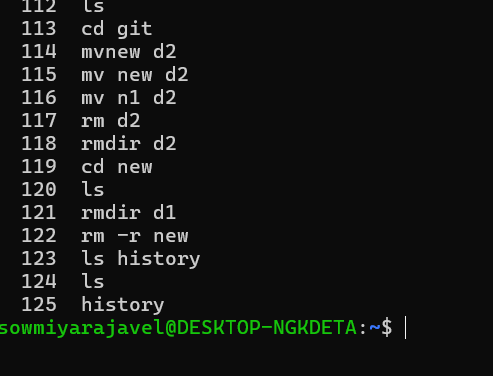 112 ls
113 cd git
114 mvnew d2
115 mv new d2
116 mv n1 d2
117 rm d2
118 rmdir d2
119 cd new
120 ls
121 rmdir d1
122 rm -r new
123 ls history
124 ls
125 history
sowmiyarajavel@DESKTOP-NGKDETA:~$